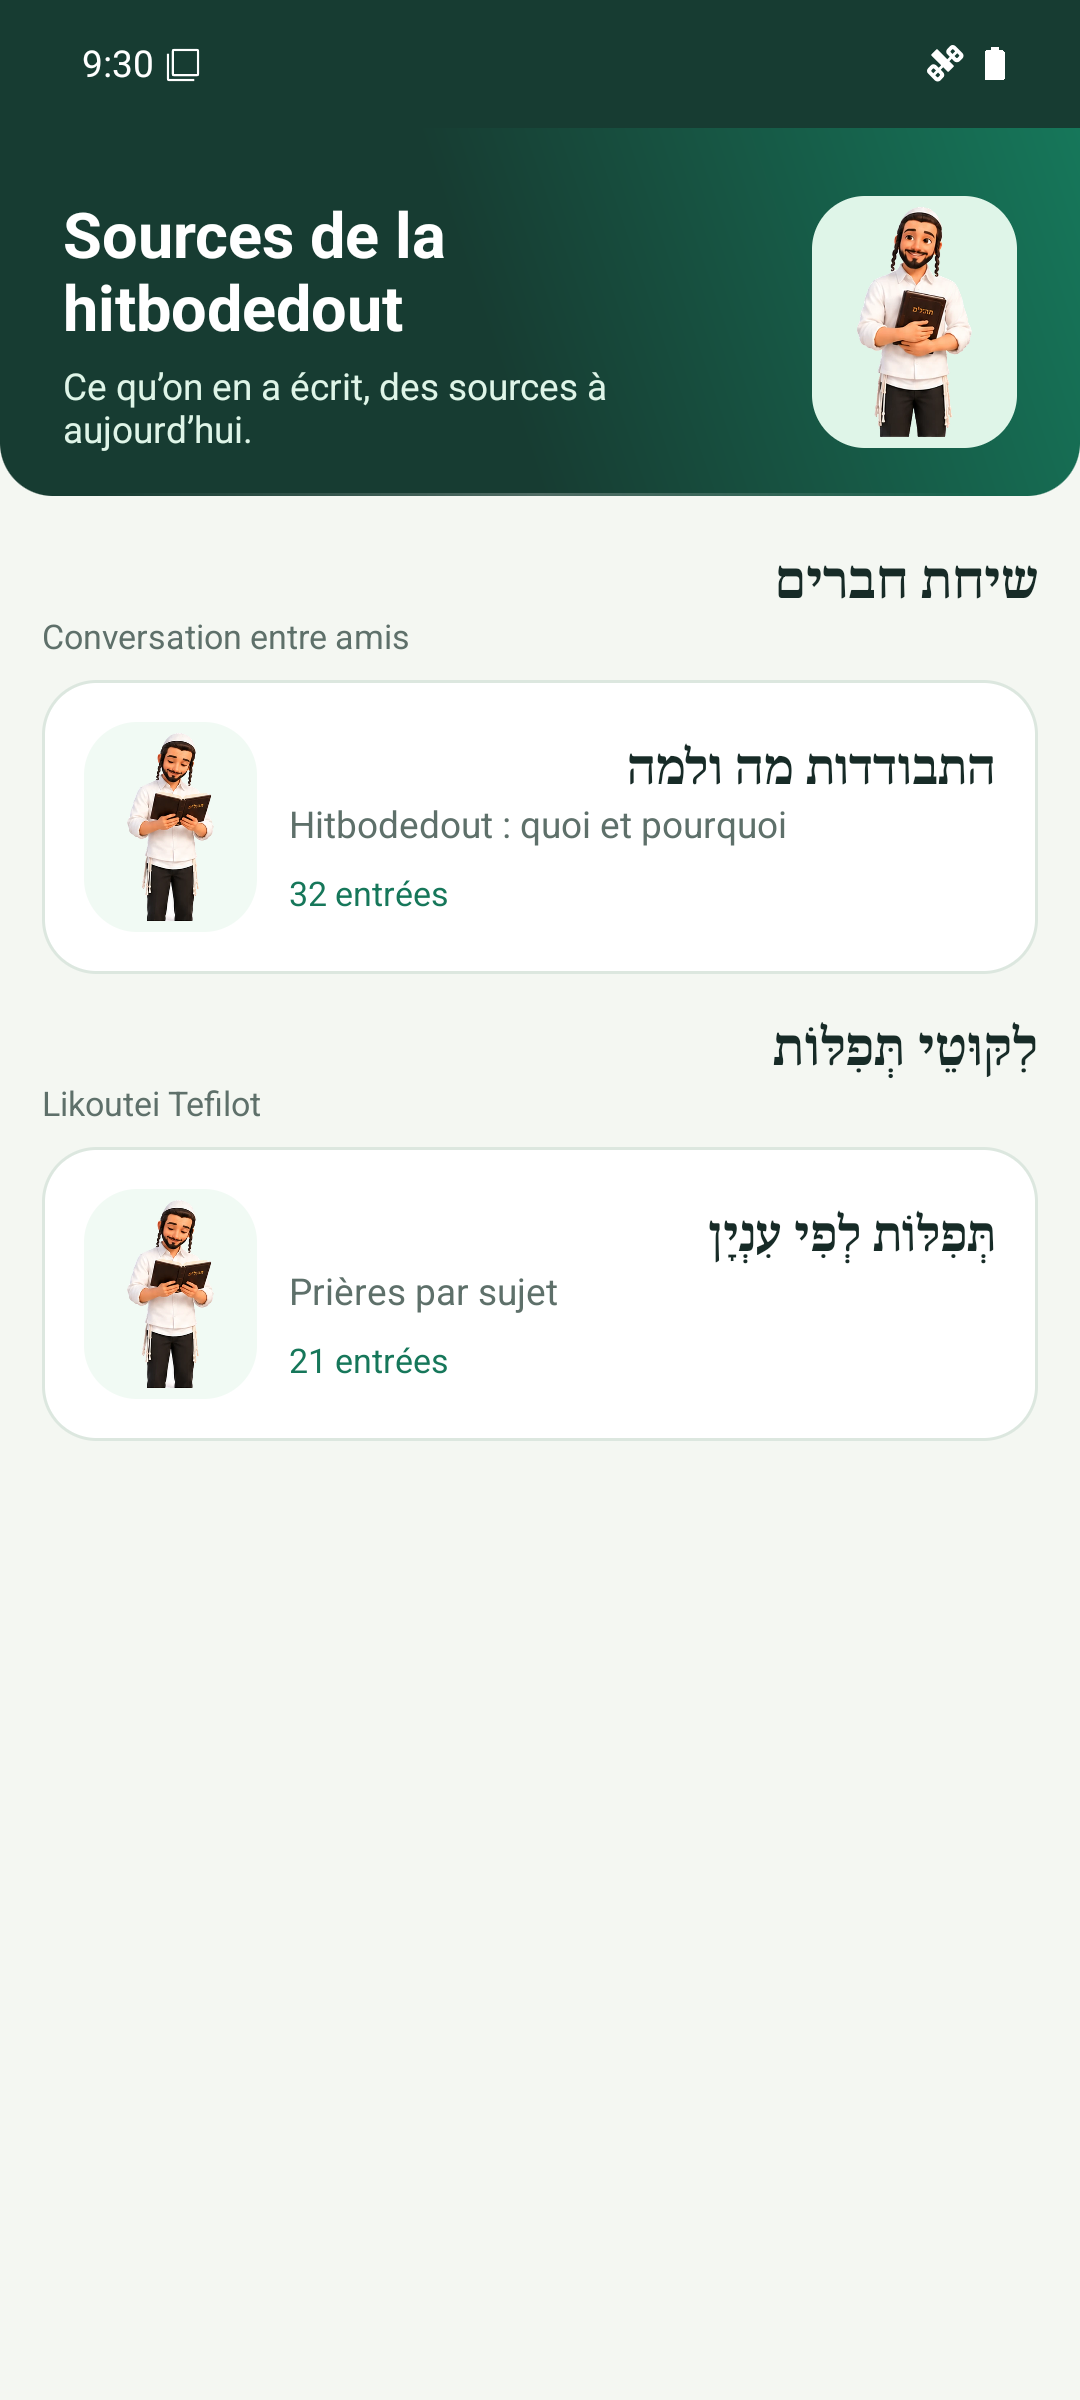 9:30
Sources de la
hitbodedout
Ce qu’on en a écrit, des sources à
aujourd’hui.
שיחת חברים
Conversation entre amis
התבודדות מה ולמה
Hitbodedout : quoi et pourquoi
32 entrées
לִקּוּטֵי תְּפִלּוֹת
Likoutei Tefilot
תְּפִלּוֹת לְפִי עִנְיָן
Prières par sujet
21 entrées